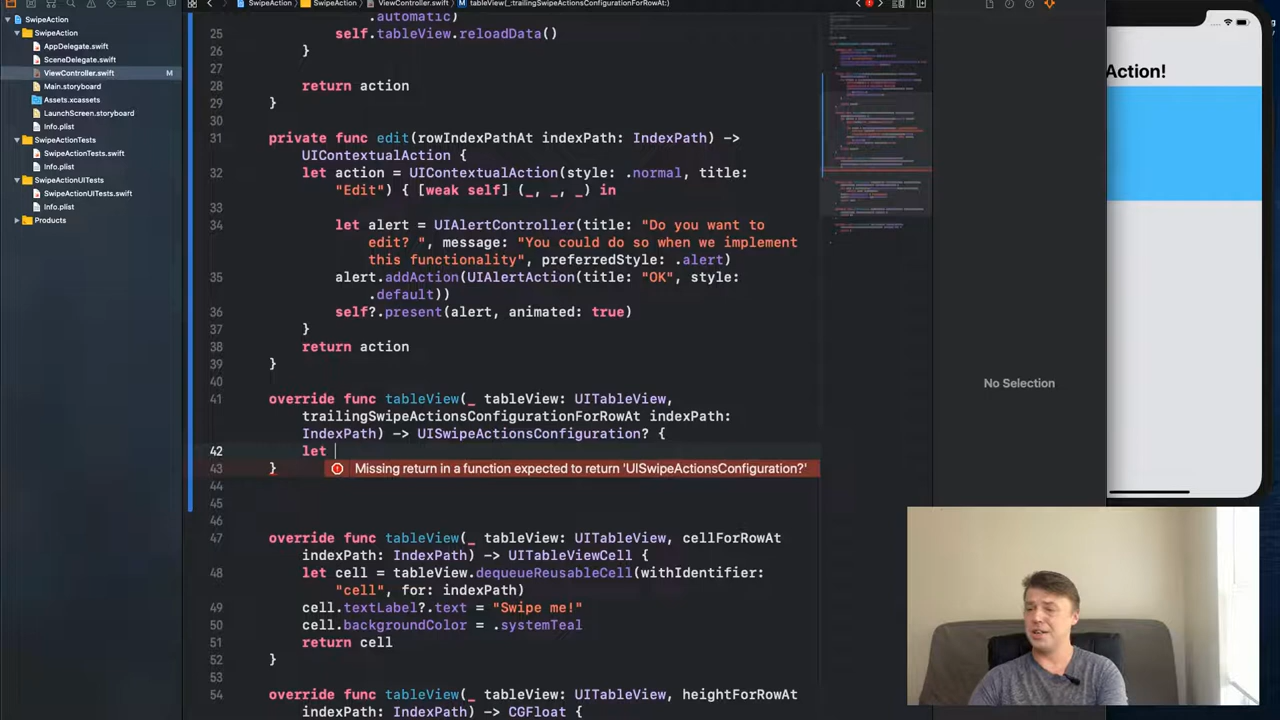 SwipeAction
SwipeAction
ViewController.swift
tableView(_:trailingSwipeActionsConfigurationForRowAt:)
SwipeAction
SwipeAction
AppDelegate.swift
SceneDelegate.swift
ViewController.swift
M
Main.storyboard
Assets.xcassets
LaunchScreen.storyboard
Info.plist
SwipeActionTests
SwipeActionTests.swift
Info.plist
SwipeActionUITests
SwipeActionUITests.swift
Info.plist
Products
.automatic)
25 self.tableView.reloadData()
26 }
27
28 return action
29 }
30
31 private func edit(rowIndexPathAt indexPath: IndexPath) ->
UIContextualAction {
32 let action = UIContextualAction(style: .normal, title:
"Edit") { [weak self] (_, _, _) in
33
34 let alert = UIAlertController(title: "Do you want to
edit? ", message: "You could do so when we implement
this functionality", preferredStyle: .alert)
35 alert.addAction(UIAlertAction(title: "OK", style:
.default))
36 self?.present(alert, animated: true)
37 }
38 return action
39 }
40
41 override func tableView(_ tableView: UITableView,
trailingSwipeActionsConfigurationForRowAt indexPath:
IndexPath) -> UISwipeActionsConfiguration? {
42 let
43 } Missing return in a function expected to return 'UISwipeActionsConfiguration?'
44
45
46
47 override func tableView(_ tableView: UITableView, cellForRowAt
indexPath: IndexPath) -> UITableViewCell {
48 let cell = tableView.dequeueReusableCell(withIdentifier:
"cell", for: indexPath)
49 cell.textLabel?.text = "Swipe me!"
50 cell.backgroundColor = .systemTeal
51 return cell
52 }
53
54 override func tableView(_ tableView: UITableView, heightForRowAt
indexPath: IndexPath) -> CGFloat {
No Selection
Action!